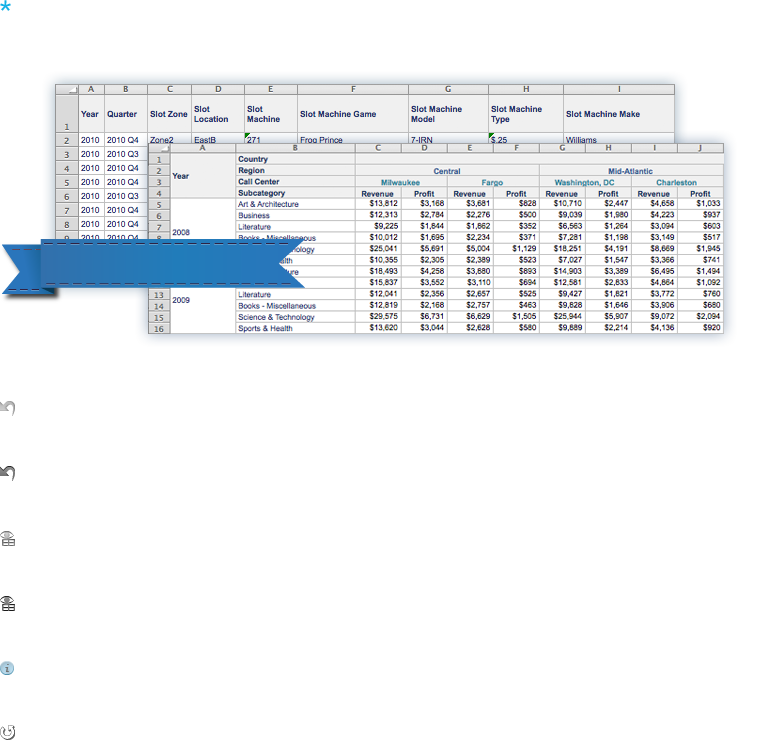 *
A B C D E F G H I
Year Quarter Slot Zone Slot Location Slot Machine Slot Machine Game Slot Machine Model Slot Machine Type Slot Machine Make
1
2 2010 2010 Q4 Zone2 EastB 271 Frog Prince 7-IRN $.25 Williams
3 2010 2010 Q3
4 2010 2010 Q4
5 2010 2010 Q4
6 2010 2010 Q3
7 2010 2010 Q4
8 2010 2010 Q4
9 2010 2010 Q4
A B C D E F G H I J
1 Year Country
2 Region Central Mid-Atlantic
3 Call Center Milwaukee Fargo Washington, DC Charleston
4 Subcategory Revenue Profit Revenue Profit Revenue Profit Revenue Profit
5 2008 Art & Architecture $13,812 $3,168 $3,681 $828 $10,710 $2,447 $4,658 $1,033
6 Business $12,313 $2,784 $2,276 $500 $9,039 $1,980 $4,223 $937
7 Literature $9,225 $1,844 $1,862 $352 $6,563 $1,264 $3,094 $603
8 Books - Miscellaneous $10,012 $1,695 $2,234 $371 $7,281 $1,198 $3,149 $517
ology $25,041 $5,691 $5,004 $1,129 $18,251 $4,191 $8,669 $1,945
alth $10,355 $2,305 $2,389 $523 $7,027 $1,547 $3,366 $741
ure $18,493 $4,258 $3,880 $893 $14,903 $3,389 $6,495 $1,494
$15,837 $3,552 $3,110 $694 $12,581 $2,833 $4,864 $1,092
13 2009 Literature $12,041 $2,356 $2,657 $525 $9,427 $1,821 $3,772 $760
14 Books - Miscellaneous $12,819 $2,168 $2,757 $463 $9,828 $1,646 $3,906 $680
15 Science & Technology $29,575 $6,731 $6,629 $1,505 $25,944 $5,907 $9,072 $2,094
16 Sports & Health $13,620 $3,044 $2,628 $580 $9,889 $2,214 $4,136 $920
i